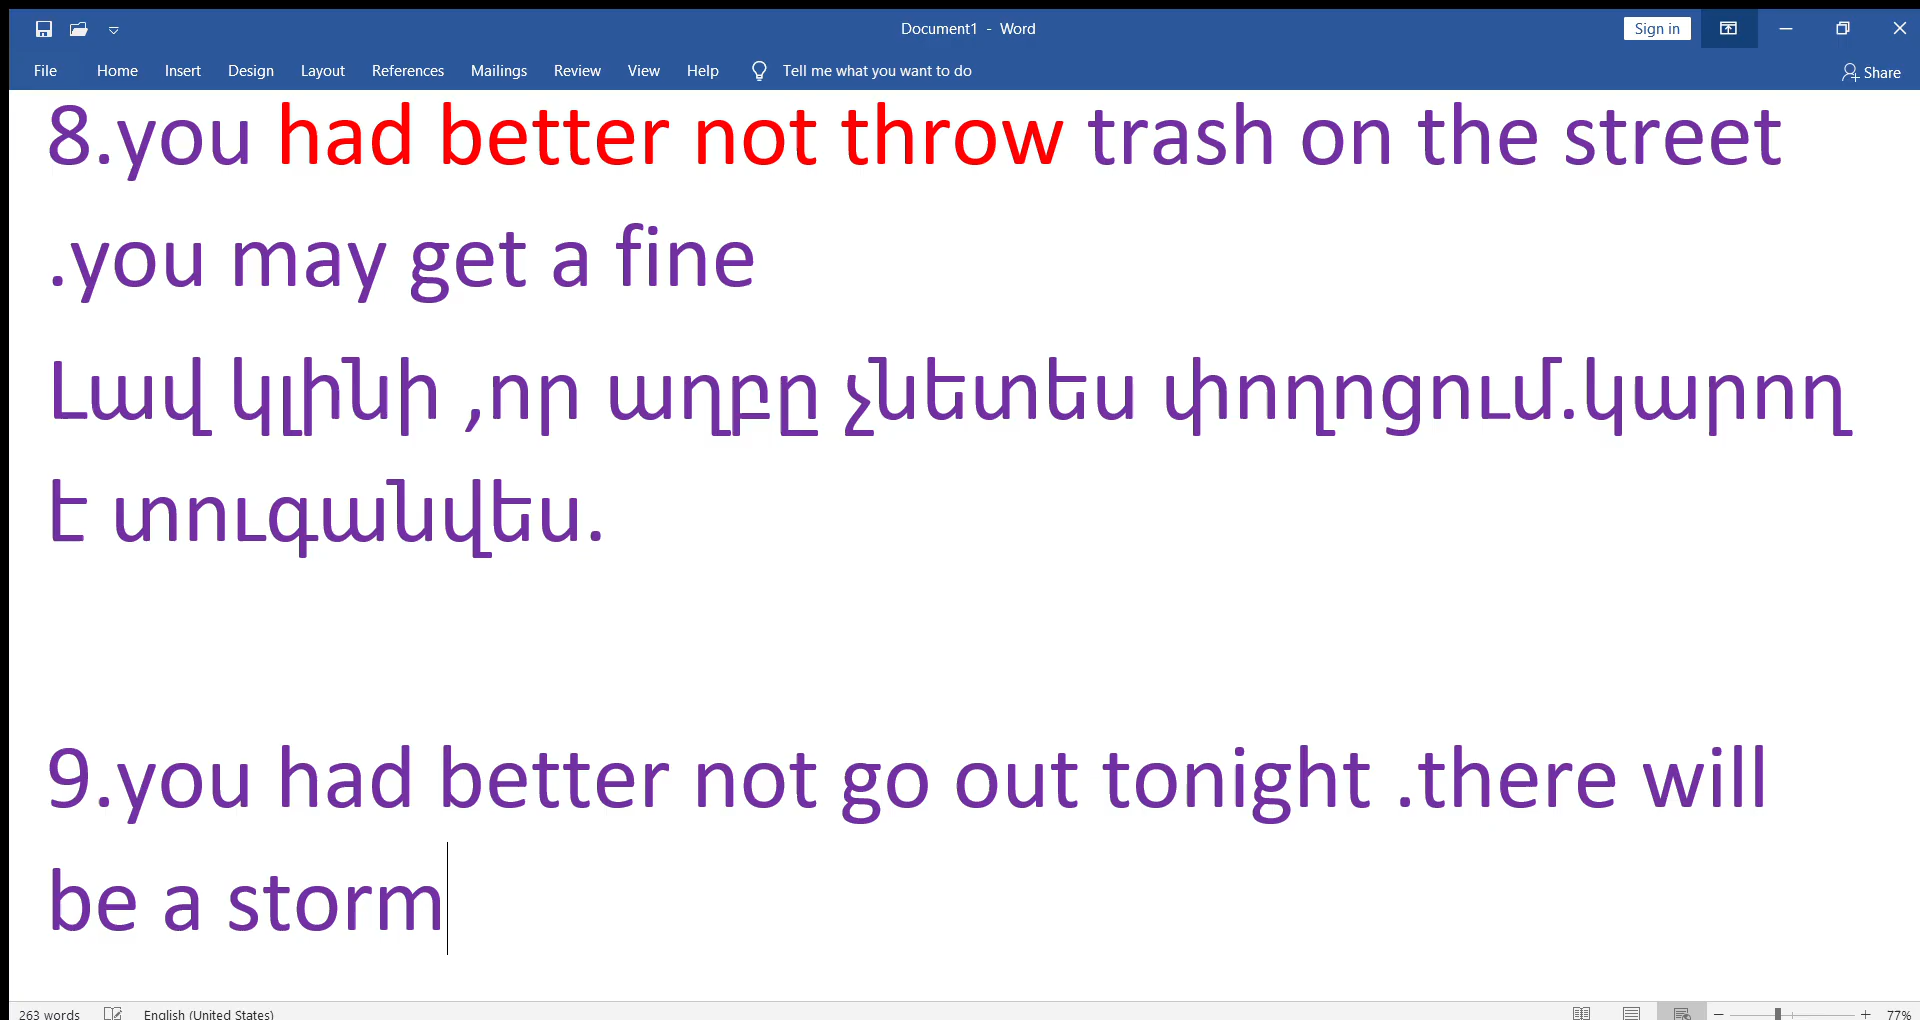 Document1 - Word
Sign in
File Home Insert Design Layout References Mailings Review View Help Tell me what you want to do Share
8.you had better not throw trash on the street
.you may get a fine
Լավ կլինի ,որ աղբը չնետես փողոցում.կարող
է տուգանվես.
9.you had better not go out tonight .there will
be a storm
263 words English (United States) 77%